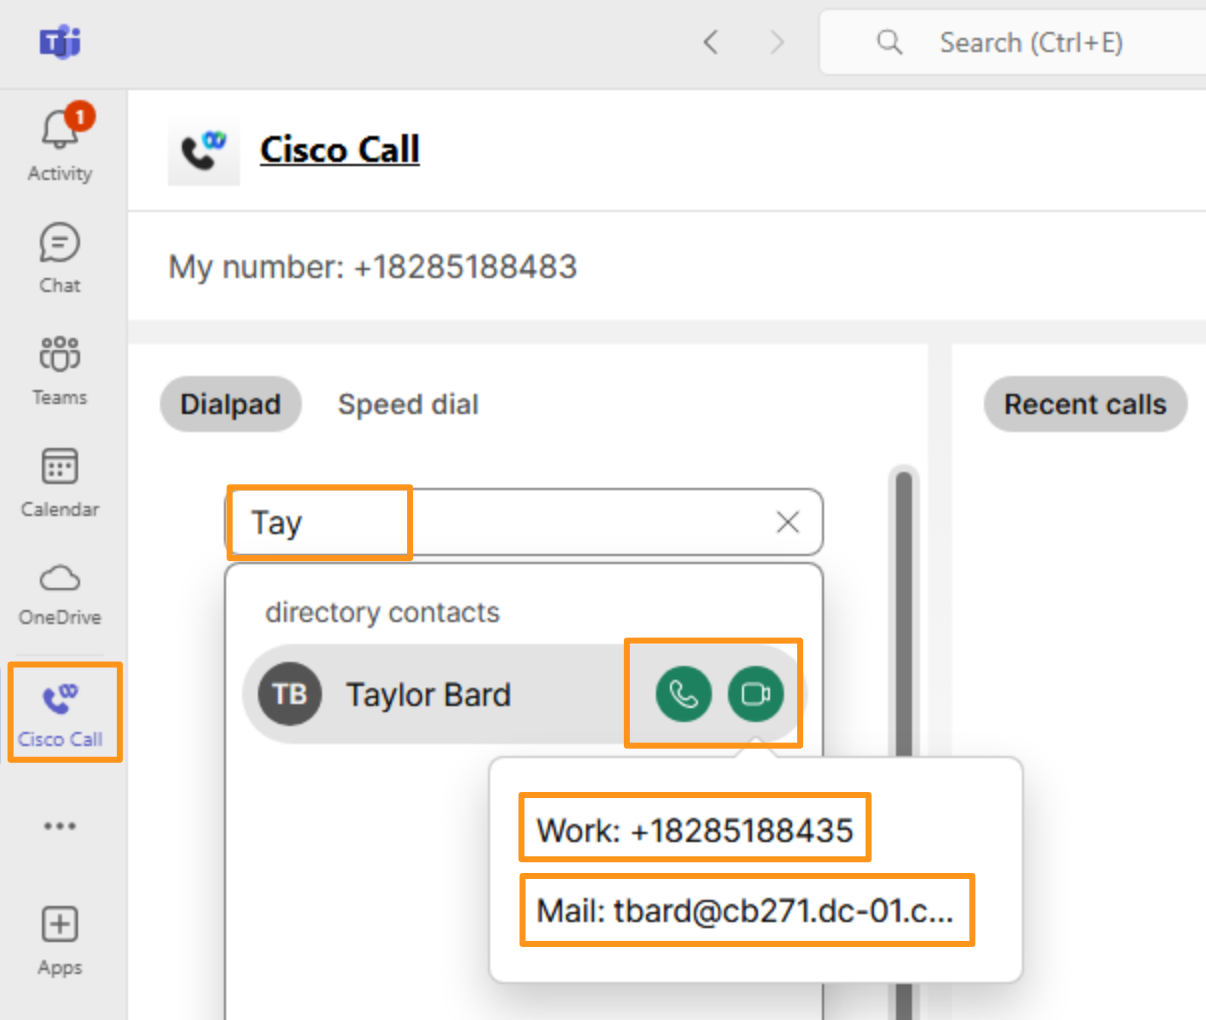 Search (Ctrl+E)
1
Activity
Chat
Teams
Calendar
OneDrive
Cisco Call
Apps
Cisco Call
My number: +18285188483
Dialpad
Speed dial
Tay
directory contacts
TB
Taylor Bard
Work: +18285188435
Mail: tbard@cb271.dc-01.c...
Recent calls